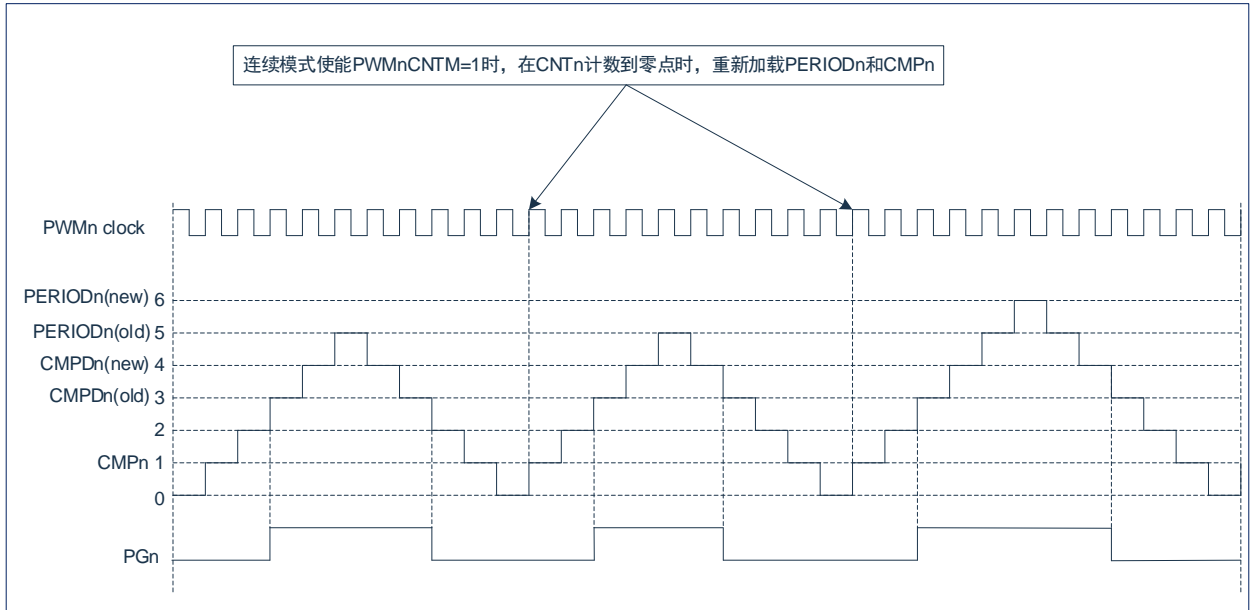 连续模式使能PWMnCNTM=1时，在CNTn计数到零点时，重新加载PERIODn和CMPn
PWMn clock
PERIODn(new) 6
PERIODn(old) 5
CMPDn(new) 4
CMPDn(old) 3
2
CMPn 1
0
PGn